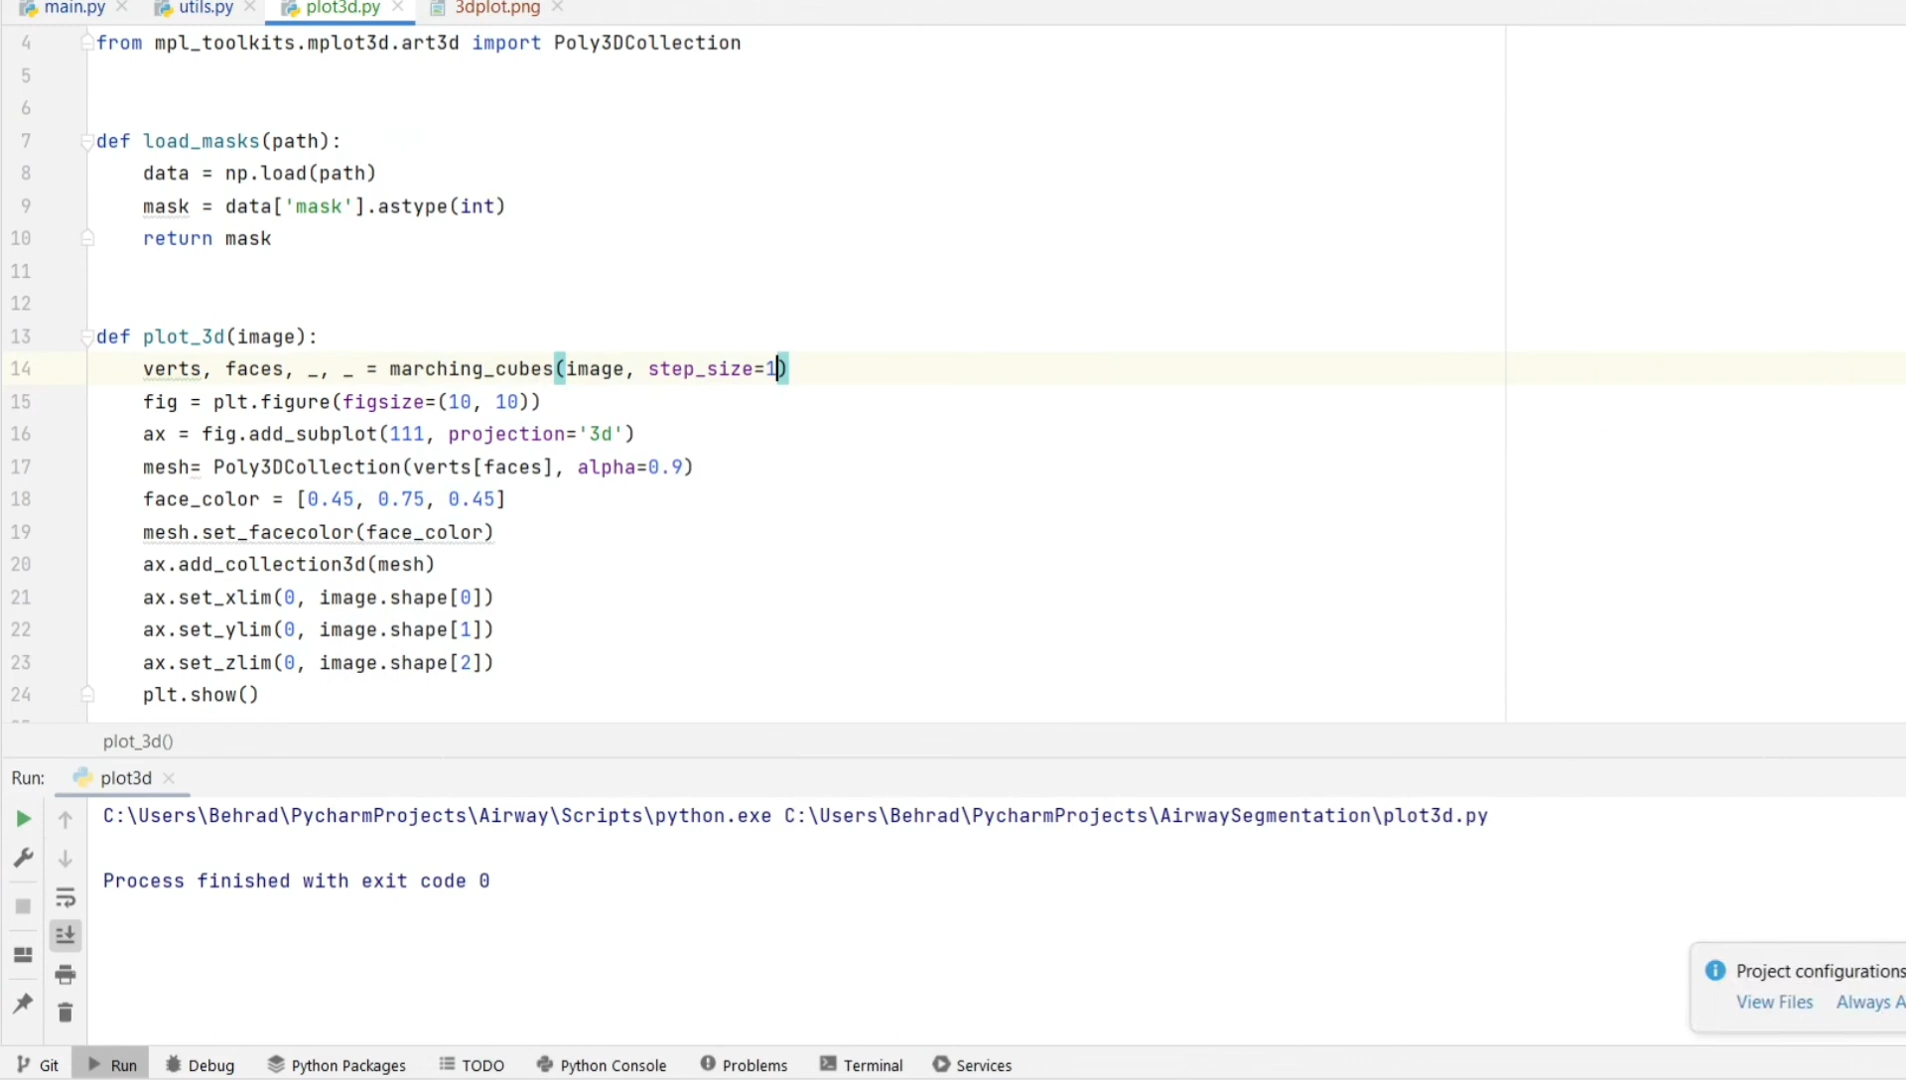 main.py utils.py plot3d.py 3dplot.png
4 from mpl_toolkits.mplot3d.art3d import Poly3DCollection
5
6
7 def load_masks(path):
8 data = np.load(path)
9 mask = data['mask'].astype(int)
10 return mask
11
12
13 def plot_3d(image):
14 verts, faces, _, _ = marching_cubes(image, step_size=1)
15 fig = plt.figure(figsize=(10, 10))
16 ax = fig.add_subplot(111, projection='3d')
17 mesh= Poly3DCollection(verts[faces], alpha=0.9)
18 face_color = [0.45, 0.75, 0.45]
19 mesh.set_facecolor(face_color)
20 ax.add_collection3d(mesh)
21 ax.set_xlim(0, image.shape[0])
22 ax.set_ylim(0, image.shape[1])
23 ax.set_zlim(0, image.shape[2])
24 plt.show()
plot_3d()
Run: plot3d
C:\Users\Behrad\PycharmProjects\Airway\Scripts\python.exe C:\Users\Behrad\PycharmProjects\AirwaySegmentation\plot3d.py
Process finished with exit code 0
Project configurations
View Files Always A
Git Run Debug Python Packages TODO Python Console Problems Terminal Services